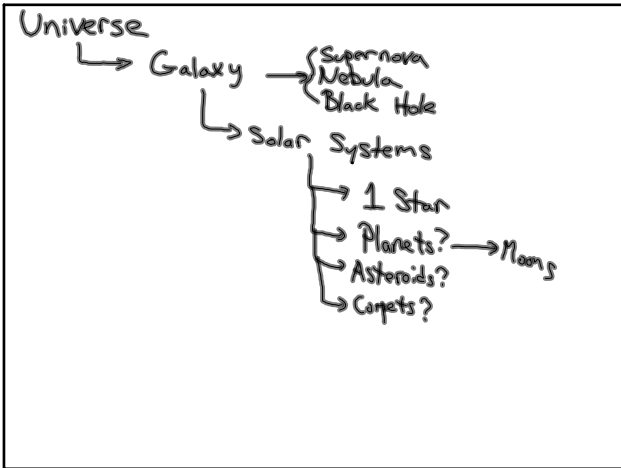 Universe
Galaxy
Supernova
Nebula
Black Hole
Solar Systems
1 Star
Planets? Moons
Asteroids?
Comets?